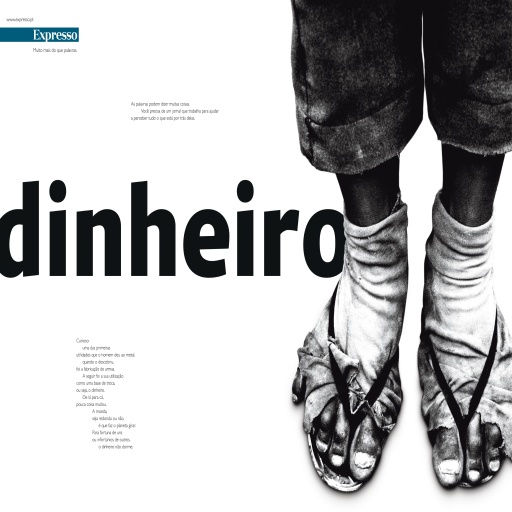 www.expresso.pt
Expresso
Muito mais do que palavras.
As palavras podem dizer muitas coisas.
Você precisa de um jornal que trabalha para ajudar
a perceber tudo o que está por trás delas.
dinheiro
Curioso:
uma das primeiras
utilidades que o homem deu ao metal,
quando o descobriu,
foi a fabricação de armas.
A seguir foi a sua utilização
como uma base de troca,
ou seja, o dinheiro.
De lá para cá,
pouca coisa mudou.
A moeda,
seja redonda ou não,
é que faz o planeta girar.
Para fortuna de uns
ou infortúnios de outros,
o dinheiro não dorme.